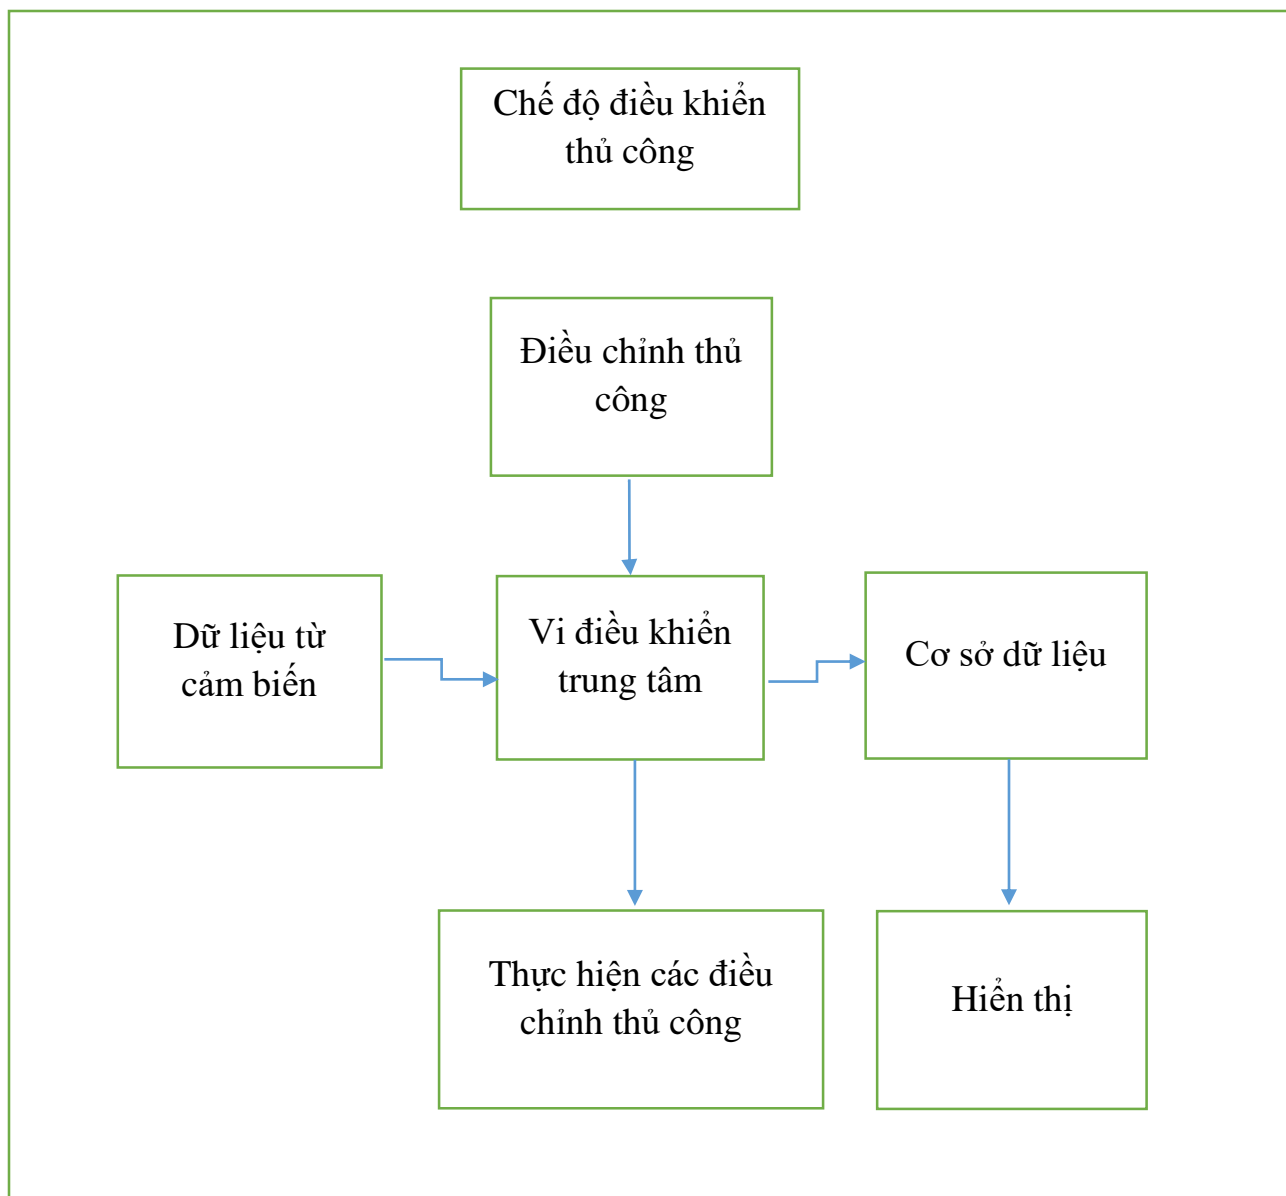 Chế độ điều khiển
thủ công
Điều chỉnh thủ
công
Dữ liệu từ
cảm biến
Vi điều khiển
trung tâm
Cơ sở dữ liệu
Thực hiện các điều
chỉnh thủ công
Hiển thị